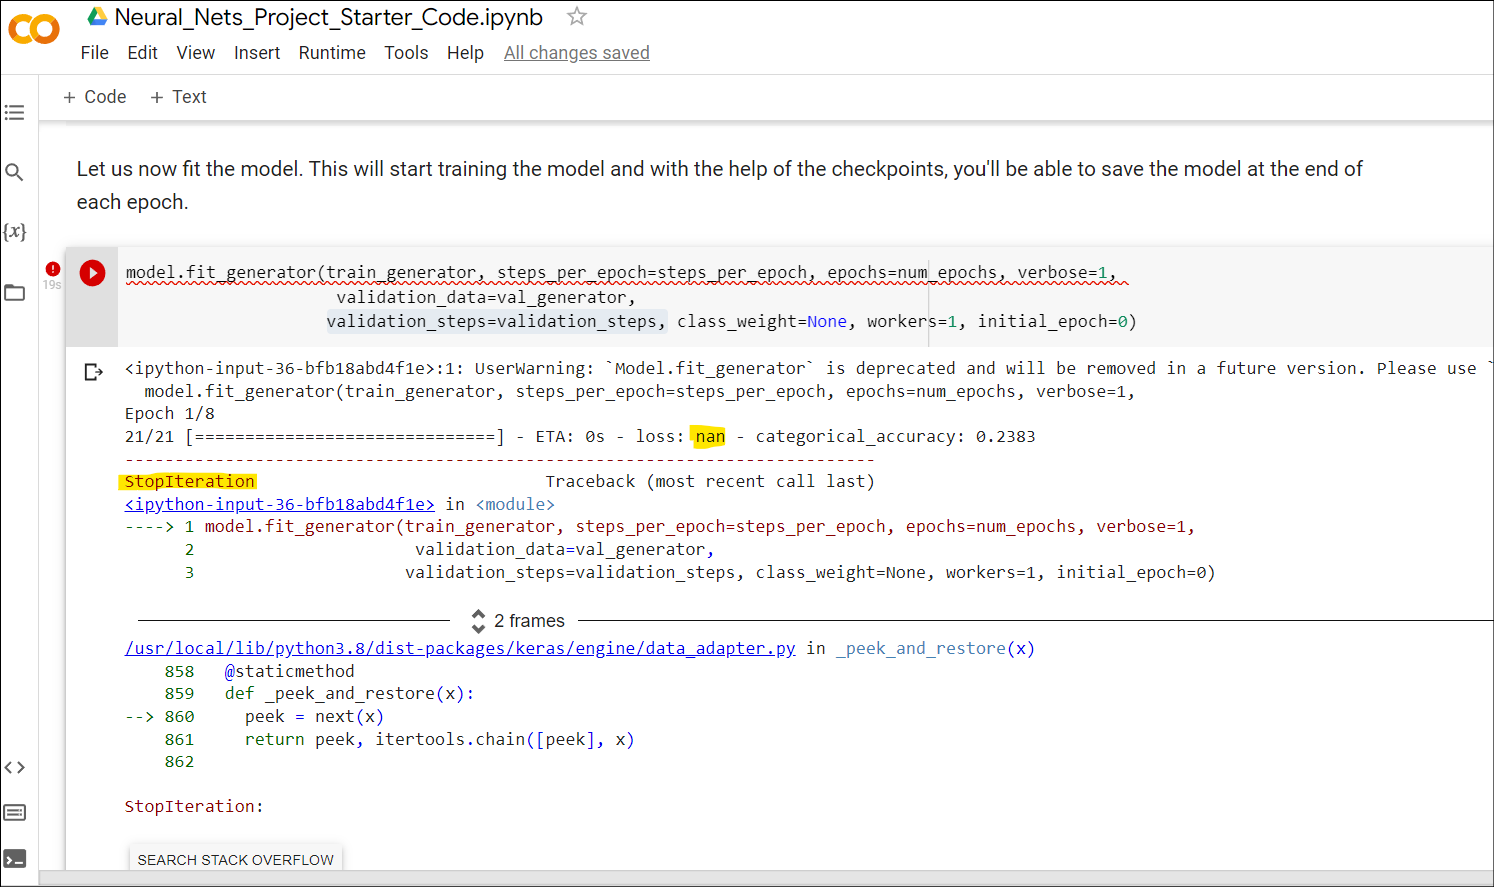 Neural_Nets_Project_Starter_Code.ipynb
File Edit View Insert Runtime Tools Help All changes saved
+ Code + Text
Let us now fit the model. This will start training the model and with the help of the checkpoints, you'll be able to save the model at the end of
each epoch.
{x}
19s
model.fit_generator(train_generator, steps_per_epoch=steps_per_epoch, epochs=num_epochs, verbose=1,
validation_data=val_generator,
validation_steps=validation_steps, class_weight=None, workers=1, initial_epoch=0)
<ipython-input-36-bfb18abd4f1e>:1: UserWarning: `Model.fit_generator` is deprecated and will be removed in a future version. Please use `
model.fit_generator(train_generator, steps_per_epoch=steps_per_epoch, epochs=num_epochs, verbose=1,
Epoch 1/8
21/21 [==============================] - ETA: 0s - loss: nan - categorical_accuracy: 0.2383
---------------------------------------------------------------------------
StopIteration Traceback (most recent call last)
<ipython-input-36-bfb18abd4f1e> in <module>
----> 1 model.fit_generator(train_generator, steps_per_epoch=steps_per_epoch, epochs=num_epochs, verbose=1,
2 validation_data=val_generator,
3 validation_steps=validation_steps, class_weight=None, workers=1, initial_epoch=0)
2 frames
/usr/local/lib/python3.8/dist-packages/keras/engine/data_adapter.py in _peek_and_restore(x)
858 @staticmethod
859 def _peek_and_restore(x):
--> 860 peek = next(x)
861 return peek, itertools.chain([peek], x)
862
StopIteration:
SEARCH STACK OVERFLOW